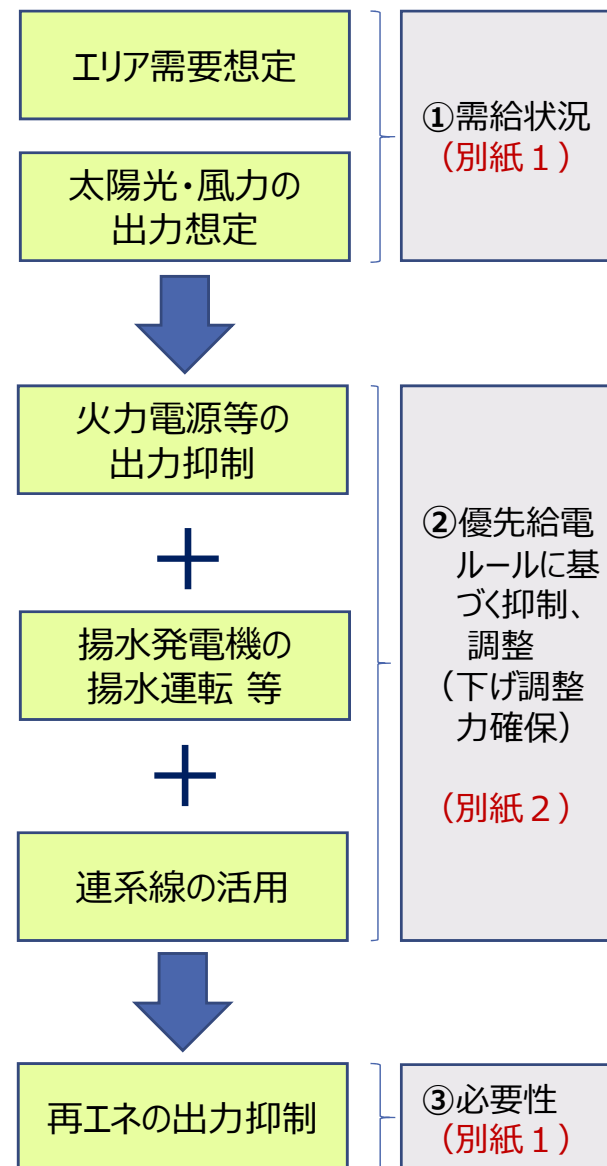 エリア需要想定
太陽光・風力の
出力想定
①需給状況
（別紙１）
火力電源等の
出力抑制
＋
揚水発電機の
揚水運転 等
＋
連系線の活用
②優先給電
ルールに基
づく抑制、
調整
（下げ調整
力確保）
（別紙２）
再エネの出力抑制
③必要性
（別紙１）